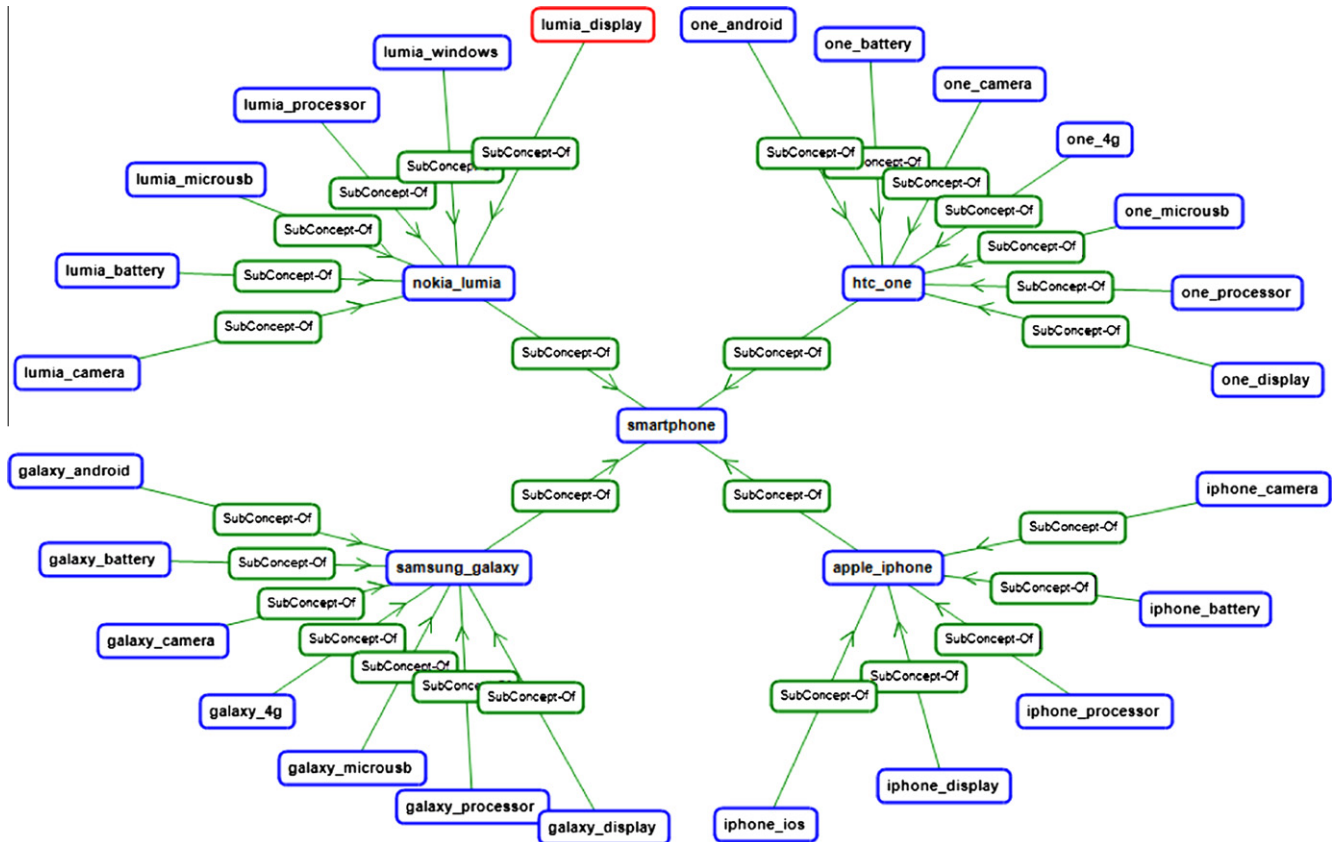 lumia_display
one_android
one_battery
lumia_windows
one_camera
lumia_processor
one_4g
SubConcept-Of
SubConcept-Of
SubConcept-Of
Concept-Of
lumia_microusb
SubConcept-Of
SubConcept-Of
SubConcept-Of
one_microusb
SubConcept-Of
SubConcept-Of
lumia_battery
SubConcept-Of
nokia_lumia
htc_one
SubConcept-Of
one_processor
SubConcept-Of
SubConcept-Of
SubConcept-Of
SubConcept-Of
lumia_camera
one_display
smartphone
galaxy_android
iphone_camera
SubConcept-Of
SubConcept-Of
SubConcept-Of
SubConcept-Of
galaxy_battery
SubConcept-Of
samsung_galaxy
apple_iphone
SubConcept-Of
SubConcept-Of
iphone_battery
galaxy_camera
SubConcept-Of
SubConcept-Of
SubConcept-Of
SubConcept-Of
SubConcept-Of
SubConcept-Of
SubConcept-Of
galaxy_4g
iphone_processor
galaxy_microusb
iphone_display
galaxy_processor
galaxy_display
iphone_ios